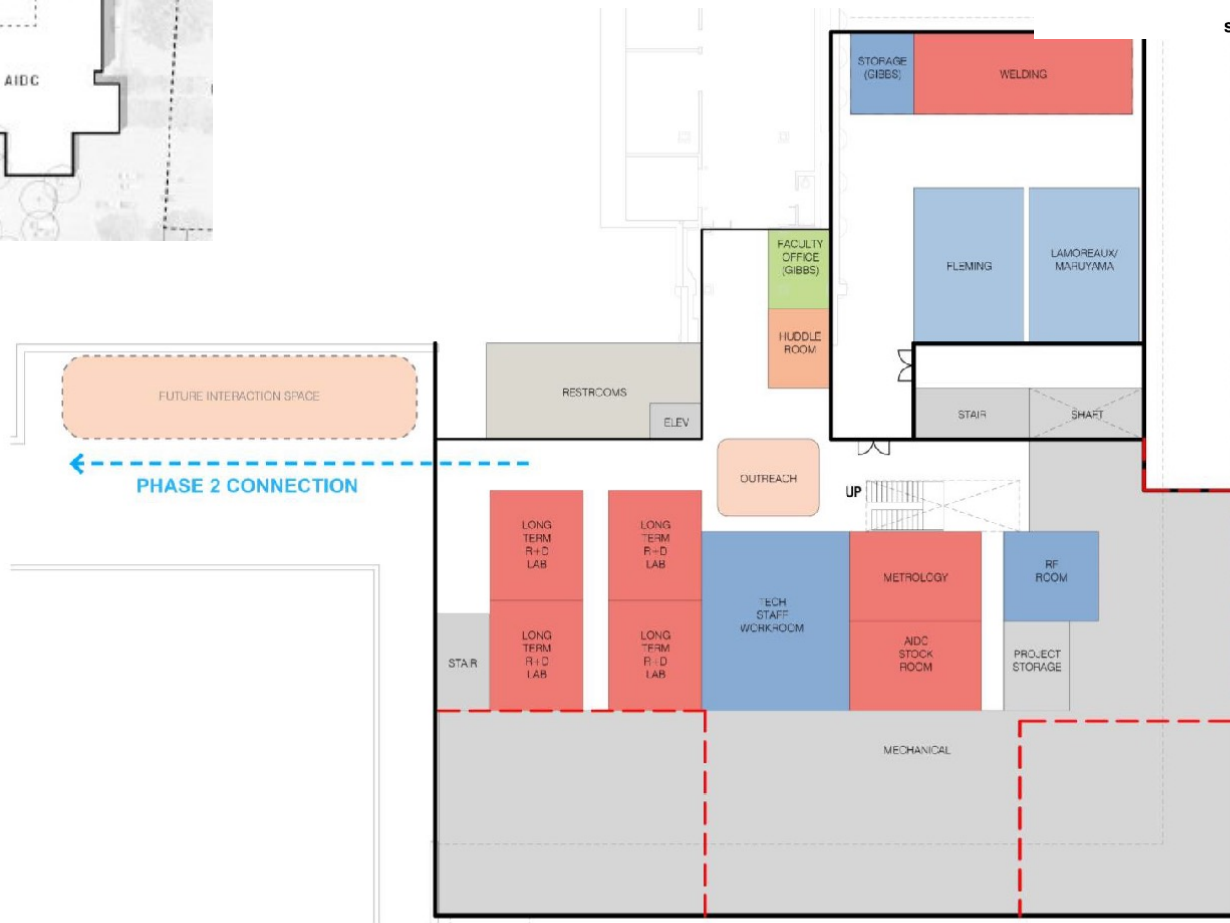 AIDC
S
STORAGE
(GIBBS)
WELDING
FACULTY
OFFICE
(GIBBS)
HUDDLE
ROOM
FLEMING
LAMOREAUX/
MARUYAMA
FUTURE INTERACTION SPACE
RESTROOMS
ELEV
STAIR
SHAFT
PHASE 2 CONNECTION
OUTREACH
UP
LONG
TERM
R+D
LAB
LONG
TERM
R+D
LAB
TECH
STAFF
WORKROOM
METROLOGY
RF
ROOM
STAIR
LONG
TERM
R+D
LAB
LONG
TERM
R+D
LAB
AIDC
STOCK
ROOM
PROJECT
STORAGE
MECHANICAL